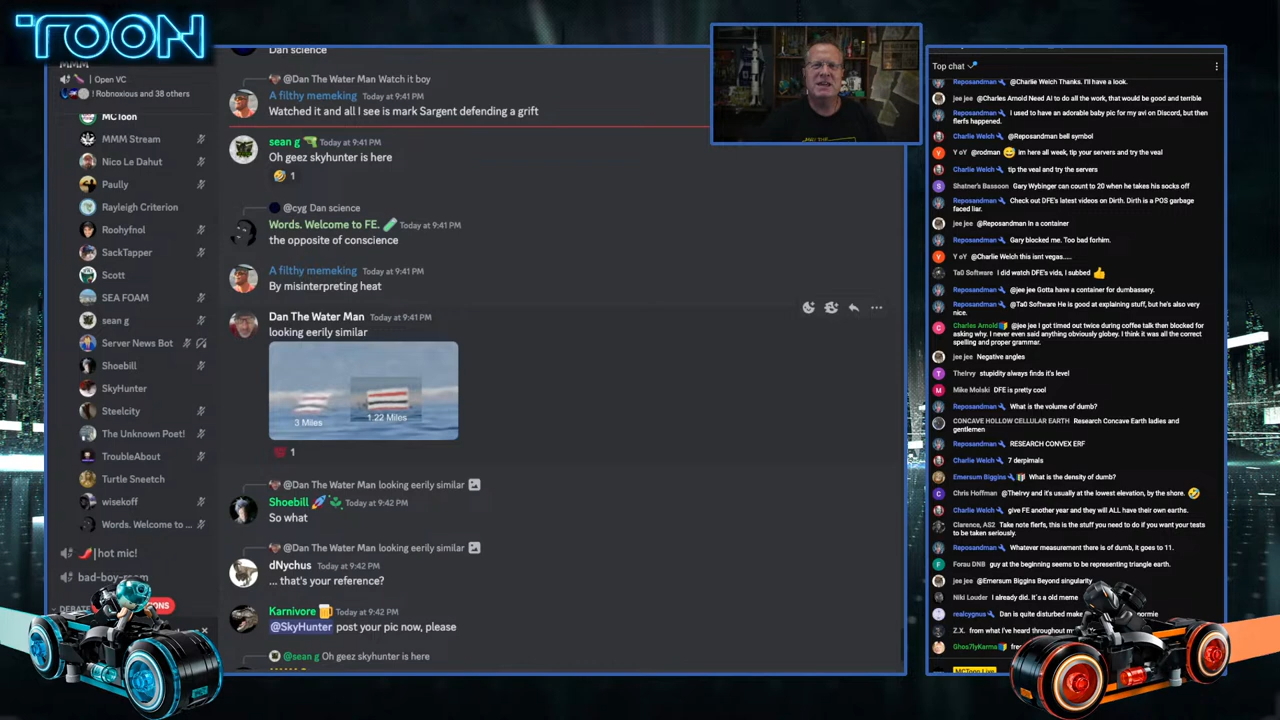 TOON
MMM
Open VC
! Robnoxious and 38 others
MCToon
MMM Stream
Nico Le Dahut
Paully
Rayleigh Criterion
Roohyfnol
SackTapper
Scott
SEA FOAM
sean g
Server News Bot
Shoebill
SkyHunter
Steelcity
The Unknown Poet!
TroubleAbout
Turtle Sneetch
wisekoff
Words. Welcome to ...
|hot mic!
bad-boy-room
DEBATE
Dan science
@Dan The Water Man Watch it boy
A filthy memeking Today at 9:41 PM
Watched it and all I see is mark Sargent defending a grift
sean g Today at 9:41 PM
Oh geez skyhunter is here
1
@cyg Dan science
Words. Welcome to FE. Today at 9:41 PM
the opposite of conscience
A filthy memeking Today at 9:41 PM
By misinterpreting heat
Dan The Water Man Today at 9:41 PM
looking eerily similar
3 Miles
1.22 Miles
1
@Dan The Water Man looking eerily similar
Shoebill Today at 9:42 PM
So what
@Dan The Water Man looking eerily similar
dNychus Today at 9:42 PM
... that's your reference?
Karnivore Today at 9:42 PM
@SkyHunter post your pic now, please
@sean g Oh geez skyhunter is here
Top chat
Reposandman @Charlie Welch Thanks. I'll have a look.
jee jee @Charles Arnold Need AI to do all the work, that would be good and terrible
Reposandman I used to have an adorable baby pic for my avi on Discord, but then
flerfs happened.
Charlie Welch @Reposandman bell symbol
Y oY @rodman im here all week, tip your servers and try the veal
Charlie Welch tip the veal and try the servers
Shatner's Bassoon Gary Wybinger can count to 20 when he takes his socks off
Reposandman Check out DFE's latest videos on Dirth. Dirth is a POS garbage
faced liar.
jee jee @Reposandman In a container
Reposandman Gary blocked me. Too bad forhim.
Y oY @Charlie Welch this isnt vegas.....
Ta0 Software I did watch DFE's vids, I subbed
Reposandman @jee jee Gotta have a container for dumbassery.
Reposandman @Ta0 Software He is good at explaining stuff, but he's also very
nice.
Charles Arnold @jee jee I got timed out twice during coffee talk then blocked for
asking why. I never even said anything obviously globey. I think it was all the correct
spelling and proper grammar.
jee jee Negative angles
TheIrvy stupidity always finds it's level
Mike Molski DFE is pretty cool
Reposandman What is the volume of dumb?
CONCAVE HOLLOW CELLULAR EARTH Research Concave Earth ladies and
gentlemen
Reposandman RESEARCH CONVEX ERF
Charlie Welch 7 derpimals
Emersum Biggins What is the density of dumb?
Chris Hoffman @TheIrvy and it's usually at the lowest elevation, by the shore.
Charlie Welch give FE another year and they will ALL have their own earths.
Clarence, AS2 Take note flerfs, this is the stuff you need to do if you want your tests
to be taken seriously.
Reposandman Whatever measurement there is of dumb, it goes to 11.
Forau DNB guy at the beginning seems to be representing triangle earth.
jee jee @Emersum Biggins Beyond singularity
Niki Louder I already did. It's a old meme
realcygnus Dan is quite disturbed
Z.X. from what I've heard throughout
Ghos7lyKarma
MCToon Live